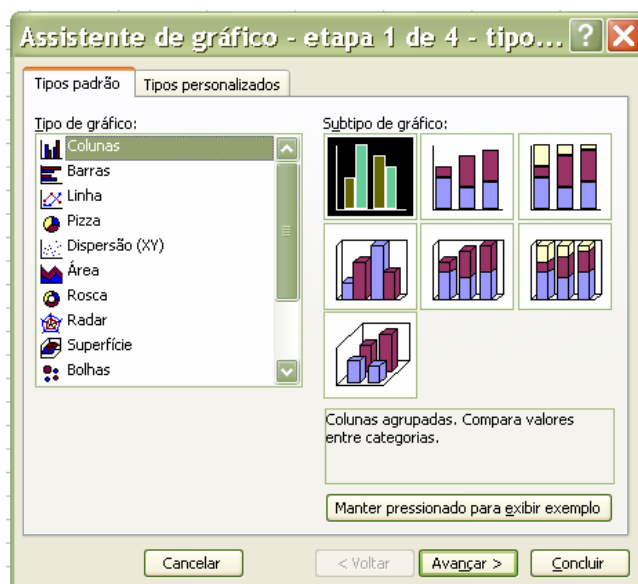 Assistente de gráfico - etapa 1 de 4 - tipo...
Tipos padrão
Tipos personalizados
Tipo de gráfico:
Colunas
Barras
Linha
Pizza
Dispersão (XY)
Área
Rosca
Radar
Superfície
Bolhas
Subtipo de gráfico:
Colunas agrupadas. Compara valores
entre categorias.
Manter pressionado para exibir exemplo
Cancelar
< Voltar
Avançar >
Concluir